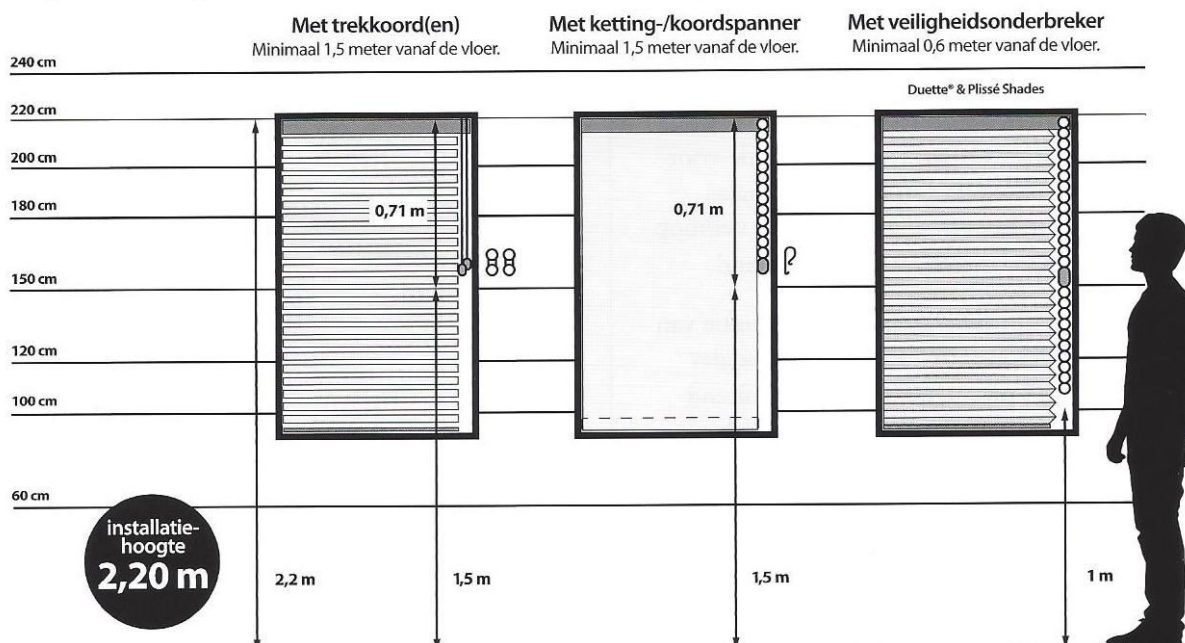 Met trekkoord(en)
Minimaal 1,5 meter vanaf de vloer.
Met ketting-/koordspanner
Minimaal 1,5 meter vanaf de vloer.
Met veiligheidsonderbreker
Minimaal 0,6 meter vanaf de vloer.
240 cm
Duette® & Plissé Shades
220 cm
200 cm
180 cm
0,71 m
0,71 m
150 cm
120 cm
100 cm
60 cm
installatie-
hoogte
2,20 m
2,2 m
1,5 m
1,5 m
1 m